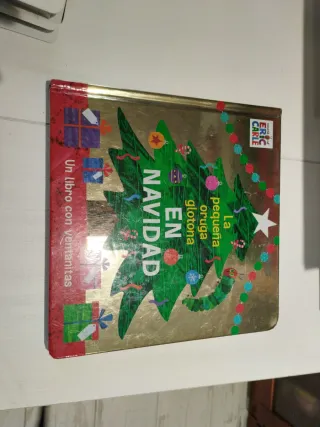 ERIC
CARLE
La
pequeña
oruga
glotona
EN
NAVIDAD
Un libro con ventanitas